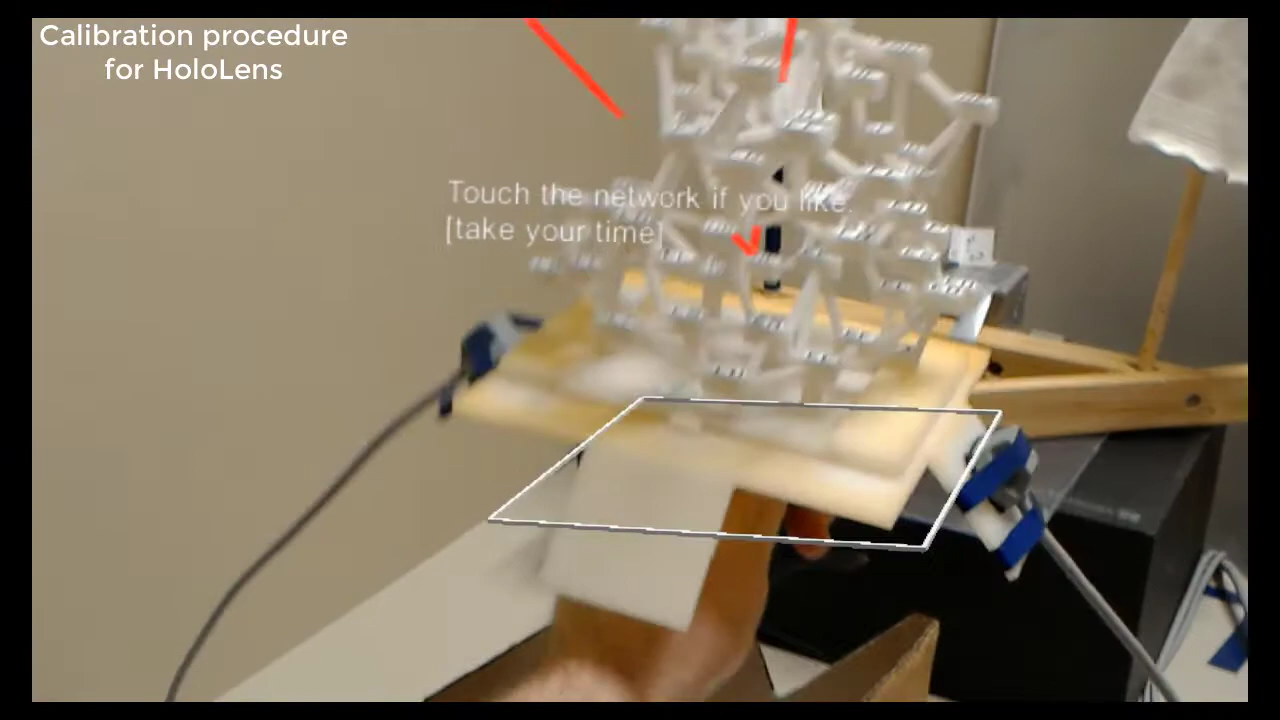 Calibration procedure
for HoloLens
Touch the network if you like.
[take your time]